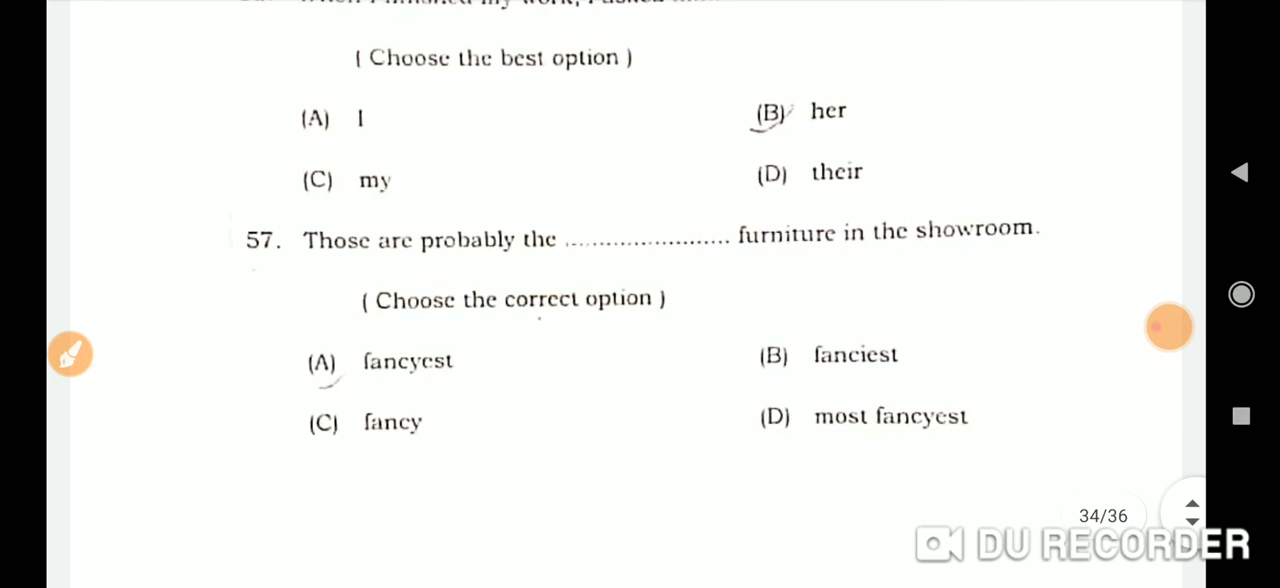 ( Choose the best option )
(A) I (B) her
(C) my (D) their
57. Those are probably the ........................ furniture in the showroom.
( Choose the correct option )
(A) fancyest (B) fanciest
(C) fancy (D) most fancyest
34/36
DU RECORDER